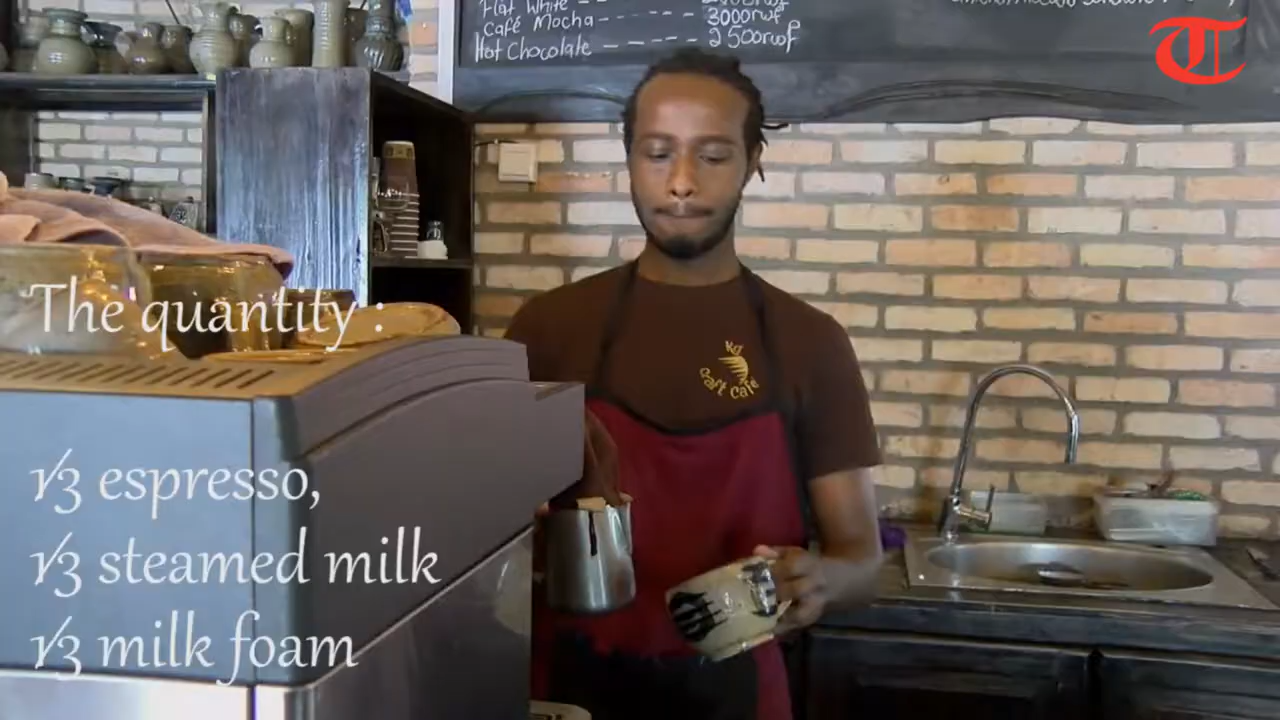 Flat White
Café Mocha ------ 3000rwf
Hot Chocolate ----- 2500rwf
T
The quantity :
Craft Cafe
1/3 espresso,
1/3 steamed milk
1/3 milk foam